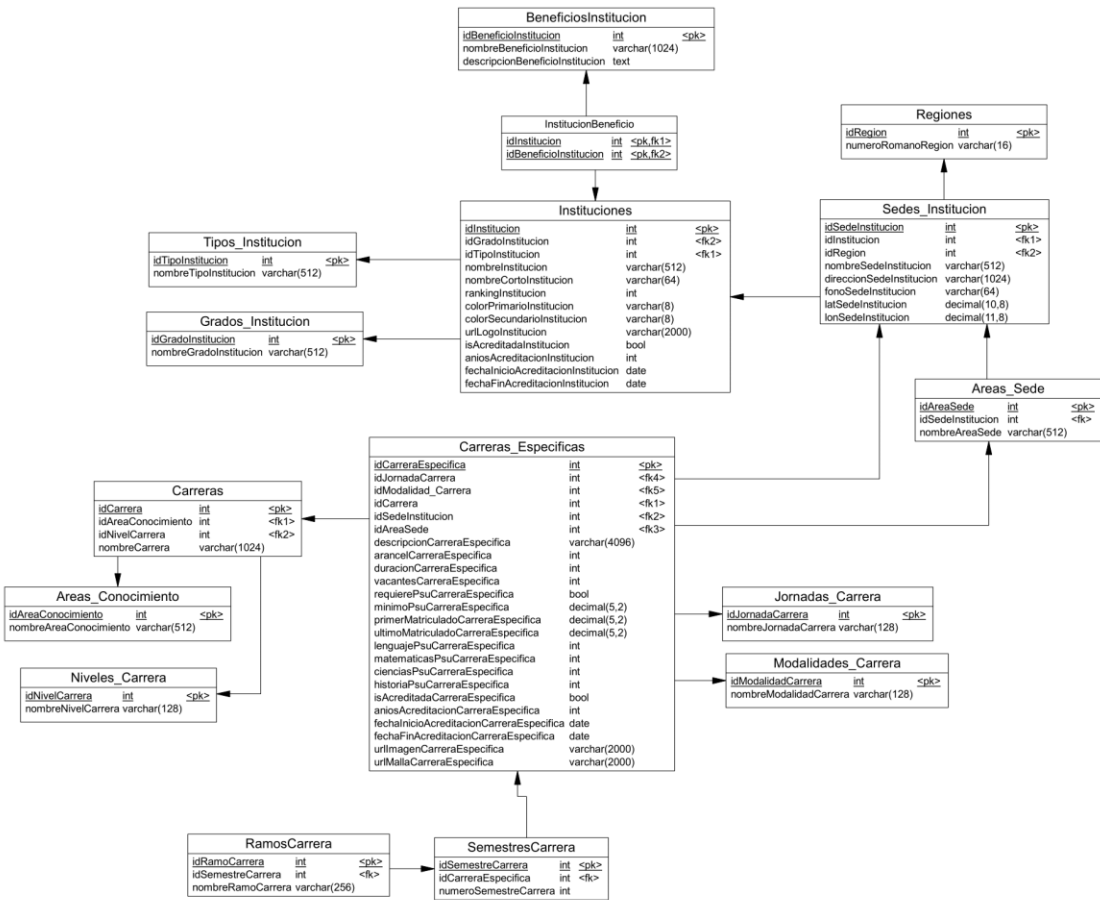 BeneficiosInstitucion
idBeneficioInstitucion int <pk>
nombreBeneficioInstitucion varchar(1024)
descripcionBeneficioInstitucion text
InstitucionBeneficio
idInstitucion int <pk,fk1>
idBeneficioInstitucion int <pk,fk2>
Regiones
idRegion int <pk>
numeroRomanoRegion varchar(16)
Instituciones
idInstitucion int <pk>
idGradoInstitucion int <fk2>
idTipoInstitucion int <fk1>
nombreInstitucion varchar(512)
nombreCortoInstitucion varchar(64)
rankingInstitucion int
colorPrimarioInstitucion varchar(8)
colorSecundarioInstitucion varchar(8)
urlLogoInstitucion varchar(2000)
isAcreditadaInstitucion bool
aniosAcreditacionInstitucion int
fechaInicioAcreditacionInstitucion date
fechaFinAcreditacionInstitucion date
Sedes_Institucion
idSedeInstitucion int <pk>
idInstitucion int <fk1>
idRegion int <fk2>
nombreSedeInstitucion varchar(512)
direccionSedeInstitucion varchar(1024)
fonoSedeInstitucion varchar(64)
latSedeInstitucion decimal(10,8)
lonSedeInstitucion decimal(11,8)
Tipos_Institucion
idTipoInstitucion int <pk>
nombreTipoInstitucion varchar(512)
Grados_Institucion
idGradoInstitucion int <pk>
nombreGradoInstitucion varchar(512)
Areas_Sede
idAreaSede int <pk>
idSedeInstitucion int <fk>
nombreAreaSede varchar(512)
Carreras_Especificas
idCarreraEspecifica int <pk>
idJornadaCarrera int <fk4>
idModalidad_Carrera int <fk5>
idCarrera int <fk1>
idSedeInstitucion int <fk2>
idAreaSede int <fk3>
descripcionCarreraEspecifica varchar(4096)
arancelCarreraEspecifica int
duracionCarreraEspecifica int
vacantesCarreraEspecifica int
requierePsuCarreraEspecifica bool
minimoPsuCarreraEspecifica decimal(5,2)
primerMatriculadoCarreraEspecifica decimal(5,2)
ultimoMatriculadoCarreraEspecifica decimal(5,2)
lenguajePsuCarreraEspecifica int
matematicasPsuCarreraEspecifica int
cienciasPsuCarreraEspecifica int
historiaPsuCarreraEspecifica int
isAcreditadaCarreraEspecifica bool
aniosAcreditacionCarreraEspecifica int
fechaInicioAcreditacionCarreraEspecifica date
fechaFinAcreditacionCarreraEspecifica date
urlImagenCarreraEspecifica varchar(2000)
urlMallaCarreraEspecifica varchar(2000)
Carreras
idCarrera int <pk>
idAreaConocimiento int <fk1>
idNivelCarrera int <fk2>
nombreCarrera varchar(1024)
Areas_Conocimiento
idAreaConocimiento int <pk>
nombreAreaConocimiento varchar(512)
Niveles_Carrera
idNivelCarrera int <pk>
nombreNivelCarrera varchar(128)
Jornadas_Carrera
idJornadaCarrera int <pk>
nombreJornadaCarrera varchar(128)
Modalidades_Carrera
idModalidadCarrera int <pk>
nombreModalidadCarrera varchar(128)
RamosCarrera
idRamoCarrera int <pk>
idSemestreCarrera int <fk>
nombreRamoCarrera varchar(256)
SemestresCarrera
idSemestreCarrera int <pk>
idCarreraEspecifica int <fk>
numeroSemestreCarrera int